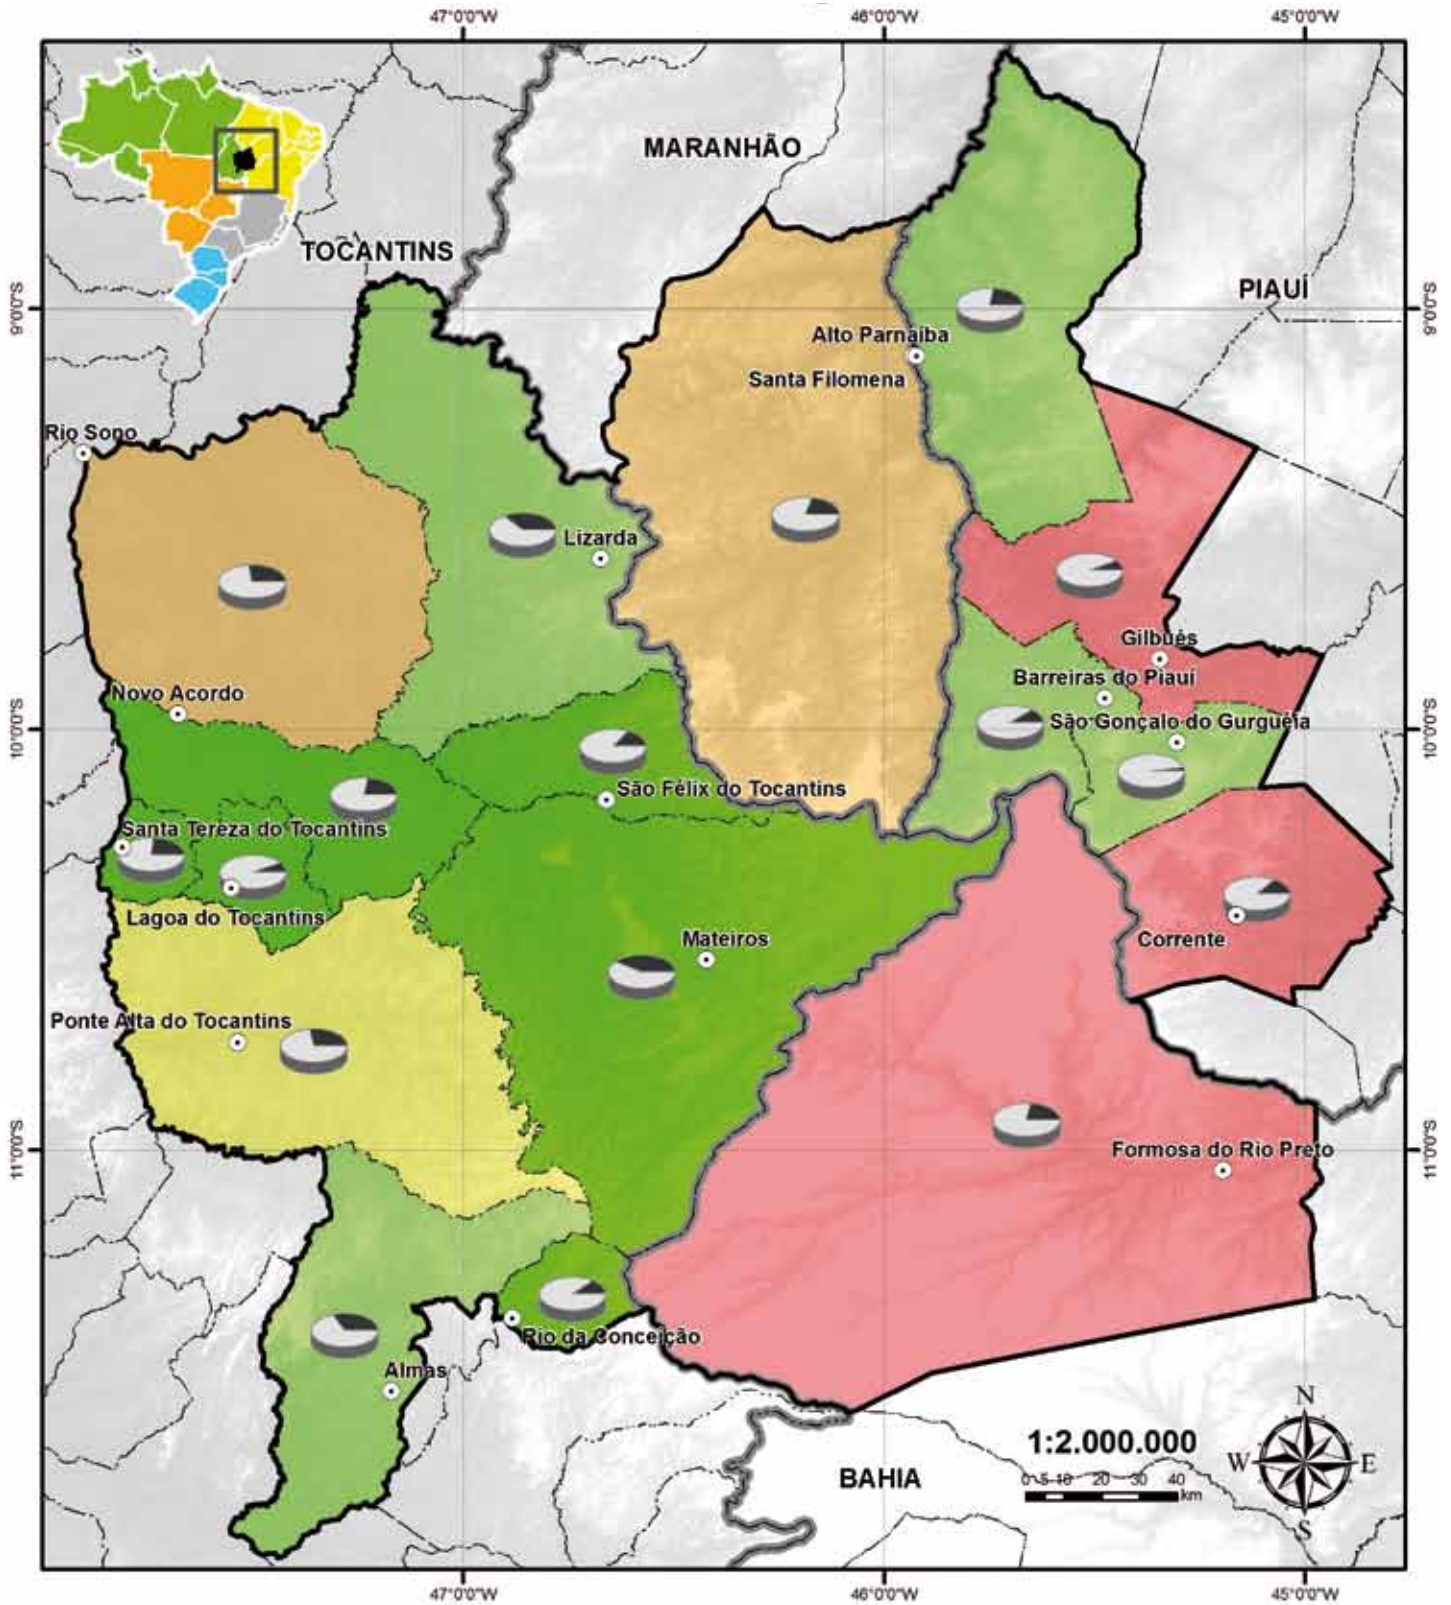 47°0'0"W
46°0'0"W
45°0'0"W
MARANHÃO
TOCANTINS
PIAUÍ
9°0'0"S
9°0'0"S
Alto Parnaíba
Santa Filomena
Rio Sono
Lizarda
Gilbués
Barreiras do Piauí
Novo Acordo
São Gonçalo do Gurguéia
10°0'0"S
10°0'0"S
São Félix do Tocantins
Santa Tereza do Tocantins
Lagoa do Tocantins
Mateiros
Corrente
Ponte Alta do Tocantins
11°0'0"S
11°0'0"S
Formosa do Rio Preto
Rio da Conceição
Almas
N
1:2.000.000
W
E
BAHIA
0 5 10 20 30 40
km
S
47°0'0"W
46°0'0"W
45°0'0"W